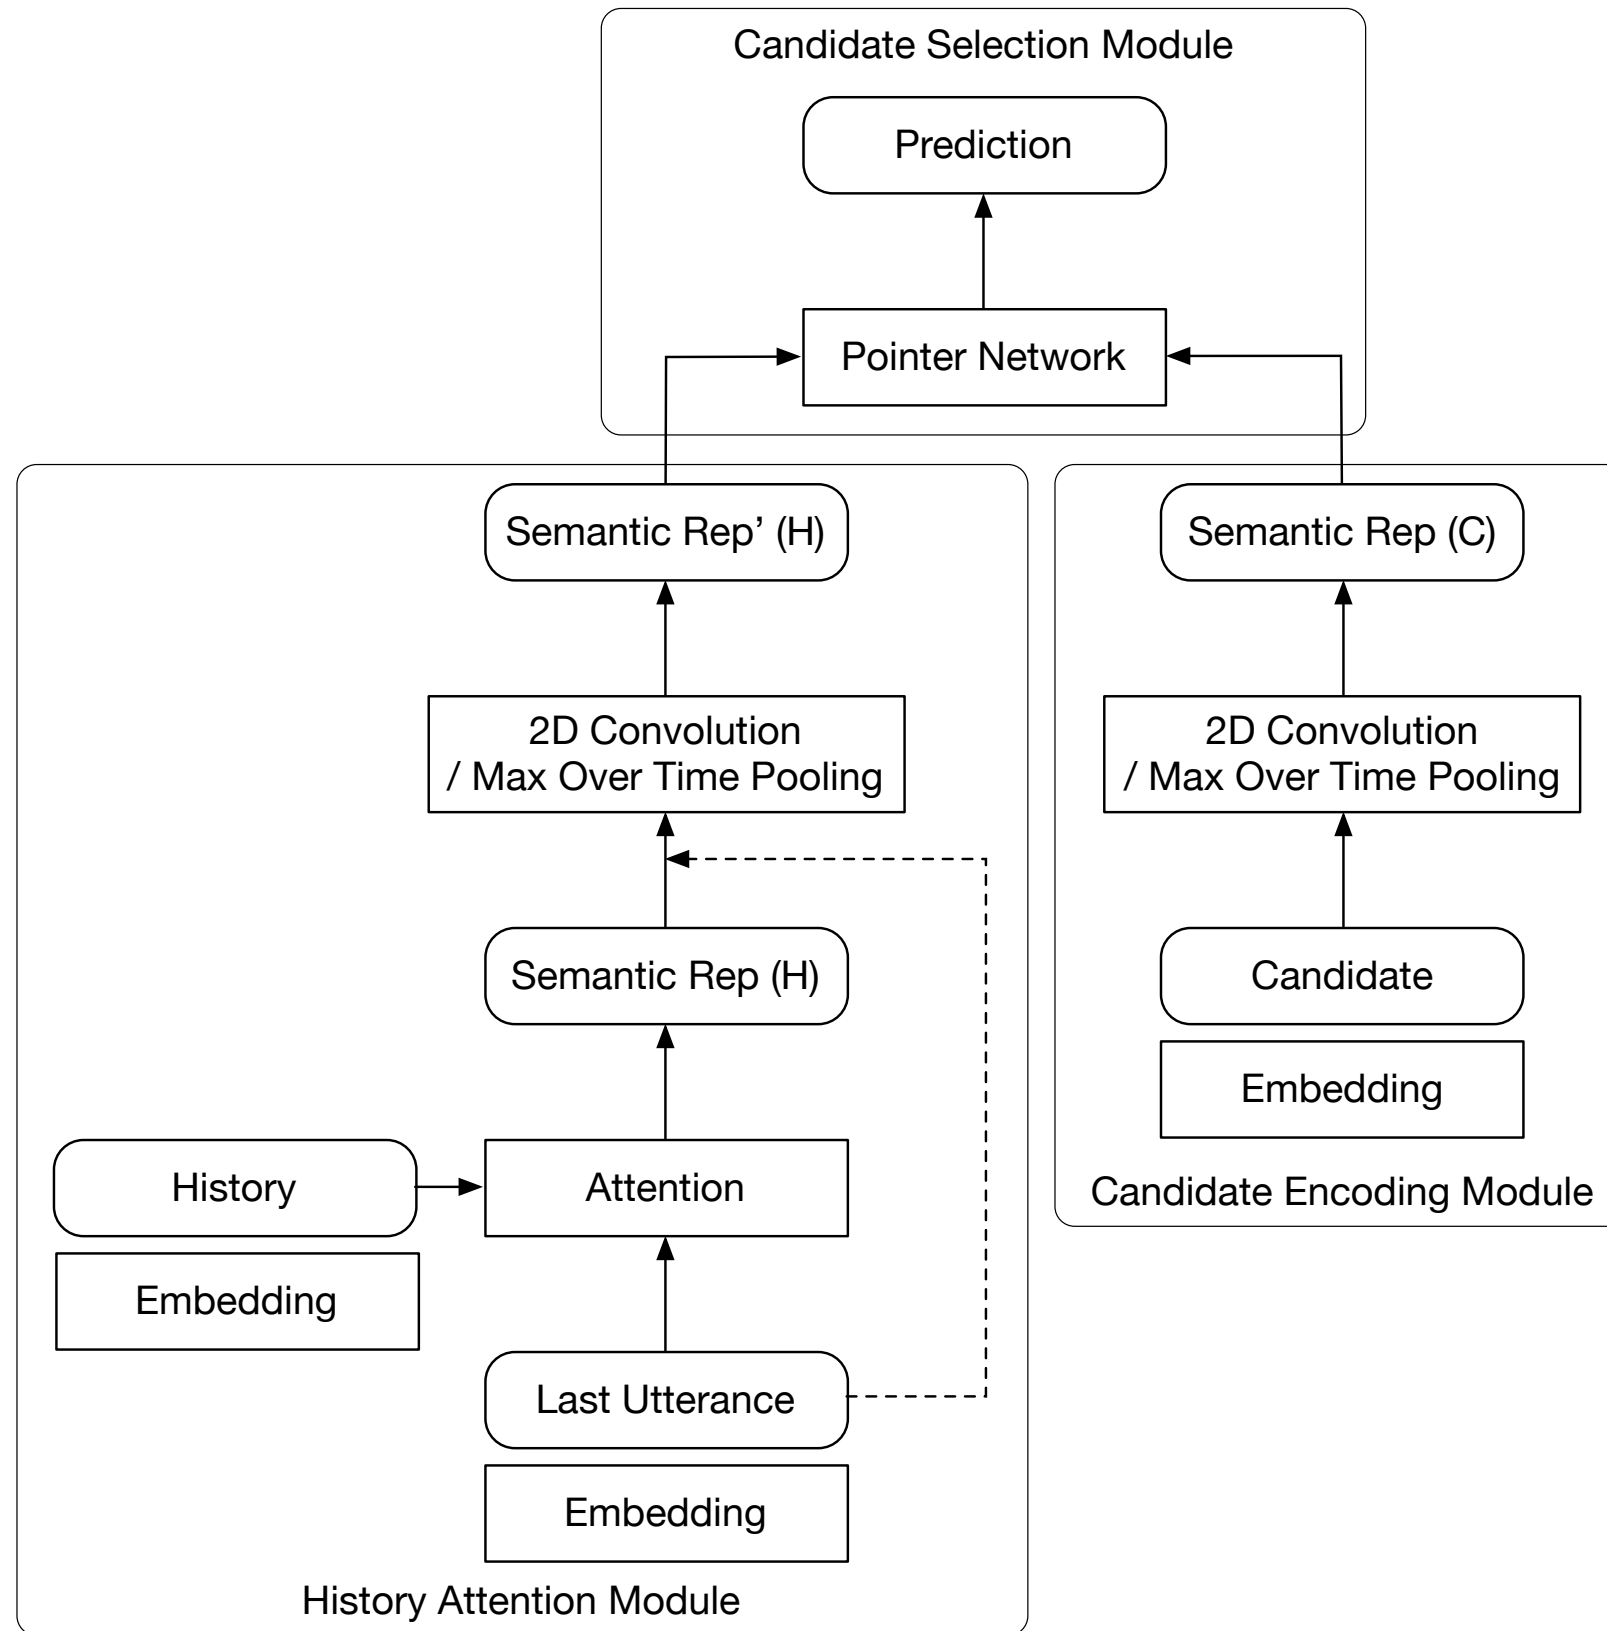 Candidate Selection Module
Prediction
Pointer Network
Semantic Rep’ (H)
Semantic Rep (C)
2D Convolution
/ Max Over Time Pooling
2D Convolution
/ Max Over Time Pooling
Semantic Rep (H)
Candidate
Embedding
History
Attention
Candidate Encoding Module
Embedding
Last Utterance
Embedding
History Attention Module